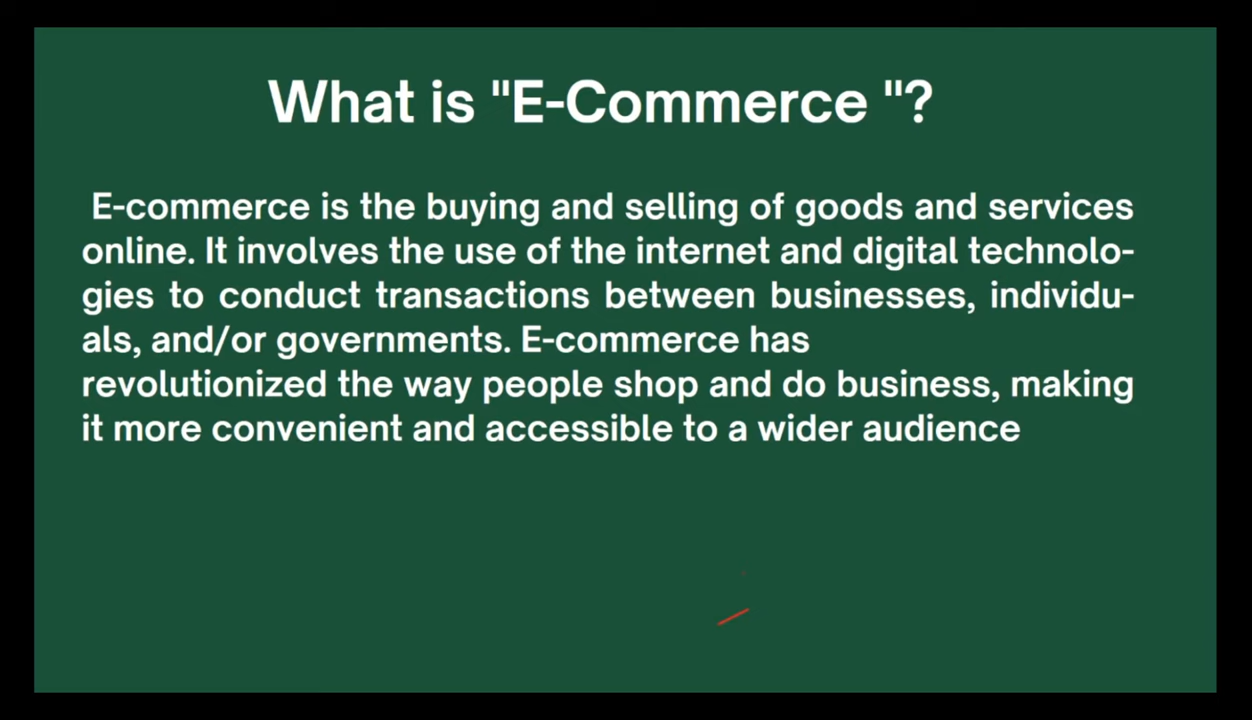 What is "E-Commerce "?
E-commerce is the buying and selling of goods and services
online. It involves the use of the internet and digital technolo-
gies to conduct transactions between businesses, individu-
als, and/or governments. E-commerce has
revolutionized the way people shop and do business, making
it more convenient and accessible to a wider audience